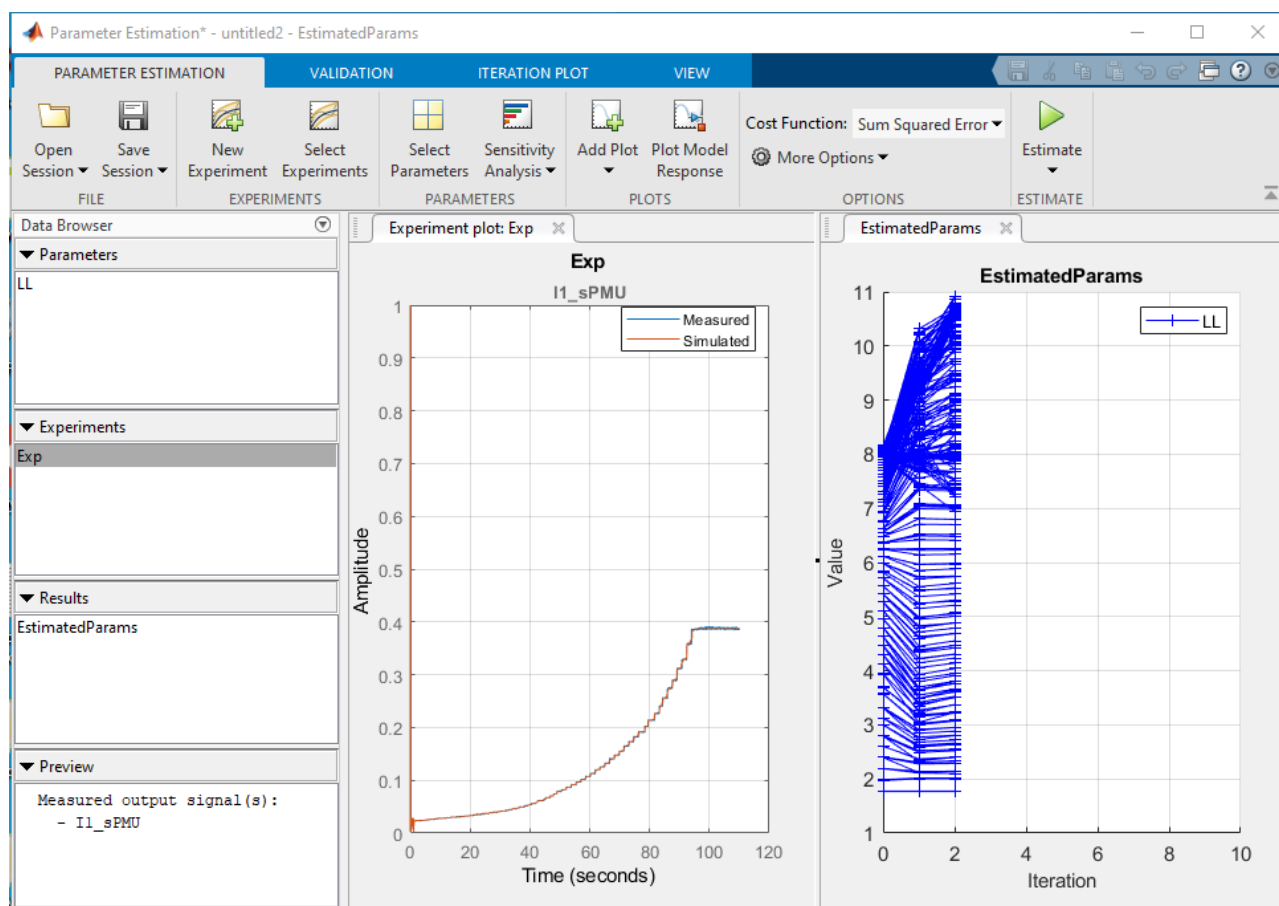 Parameter Estimation* - untitled2 - EstimatedParams
PARAMETER ESTIMATION VALIDATION ITERATION PLOT VIEW
Open Session
Save Session
New Experiment
Select Experiments
Select Parameters
Sensitivity Analysis
Add Plot
Plot Model Response
Cost Function: Sum Squared Error
More Options
Estimate
FILE EXPERIMENTS PARAMETERS PLOTS OPTIONS ESTIMATE
Data Browser
Parameters
LL
Experiments
Exp
Results
EstimatedParams
Preview
Measured output signal(s):
- I1_sPMU
Experiment plot: Exp
Exp
I1_sPMU
Measured
Simulated
1
0.9
0.8
0.7
0.6
0.5
0.4
0.3
0.2
0.1
0
Amplitude
0 20 40 60 80 100 120
Time (seconds)
EstimatedParams
EstimatedParams
LL
11
10
9
8
7
6
5
4
3
2
1
Value
0 2 4 6 8 10
Iteration